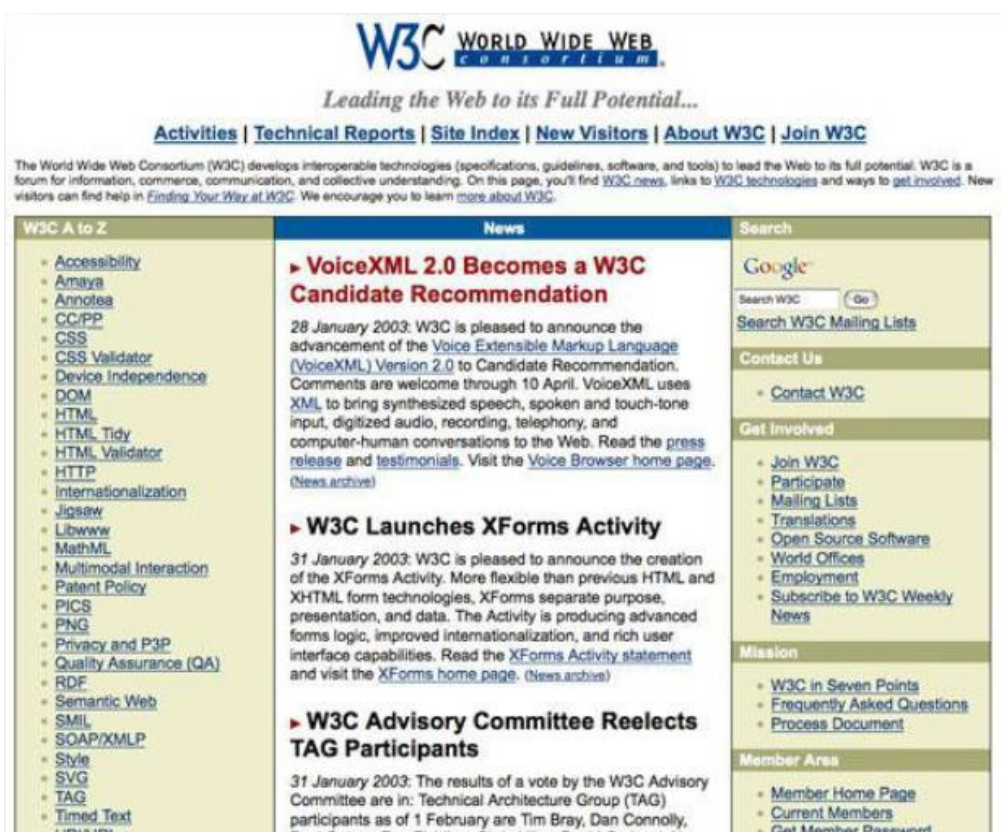 W3C WORLD WIDE WEB
consortium
Leading the Web to its Full Potential...
Activities | Technical Reports | Site Index | New Visitors | About W3C | Join W3C
The World Wide Web Consortium (W3C) develops interoperable technologies (specifications, guidelines, software, and tools) to lead the Web to its full potential. W3C is a
forum for information, commerce, communication, and collective understanding. On this page, you'll find W3C news, links to W3C technologies and ways to get involved. New
visitors can find help in Finding Your Way at W3C. We encourage you to learn more about W3C.
W3C A to Z
Accessibility
Amaya
Annotea
CC/PP
CSS
CSS Validator
Device Independence
DOM
HTML
HTML Tidy
HTML Validator
HTTP
Internationalization
Jigsaw
Libwww
MathML
Multimodal Interaction
Patent Policy
PICS
PNG
Privacy and P3P
Quality Assurance (QA)
RDF
Semantic Web
SMIL
SOAP/XMLP
Style
SVG
TAG
Timed Text
News
VoiceXML 2.0 Becomes a W3C
Candidate Recommendation
28 January 2003: W3C is pleased to announce the
advancement of the Voice Extensible Markup Language
(VoiceXML) Version 2.0 to Candidate Recommendation.
Comments are welcome through 10 April. VoiceXML uses
XML to bring synthesized speech, spoken and touch-tone
input, digitized audio, recording, telephony, and
computer-human conversations to the Web. Read the press
release and testimonials. Visit the Voice Browser home page.
(News archive)
W3C Launches XForms Activity
31 January 2003: W3C is pleased to announce the creation
of the XForms Activity. More flexible than previous HTML and
XHTML form technologies, XForms separate purpose,
presentation, and data. The Activity is producing advanced
forms logic, improved internationalization, and rich user
interface capabilities. Read the XForms Activity statement
and visit the XForms home page. (News archive)
W3C Advisory Committee Reelects
TAG Participants
31 January 2003: The results of a vote by the W3C Advisory
Committee are in: Technical Architecture Group (TAG)
participants as of 1 February are Tim Bray, Dan Connolly,
Search
Google
Search W3C Go
Search W3C Mailing Lists
Contact Us
Contact W3C
Get Involved
Join W3C
Participate
Mailing Lists
Translations
Open Source Software
World Offices
Employment
Subscribe to W3C Weekly
News
Mission
W3C in Seven Points
Frequently Asked Questions
Process Document
Member Area
Member Home Page
Current Members
Get Member Password